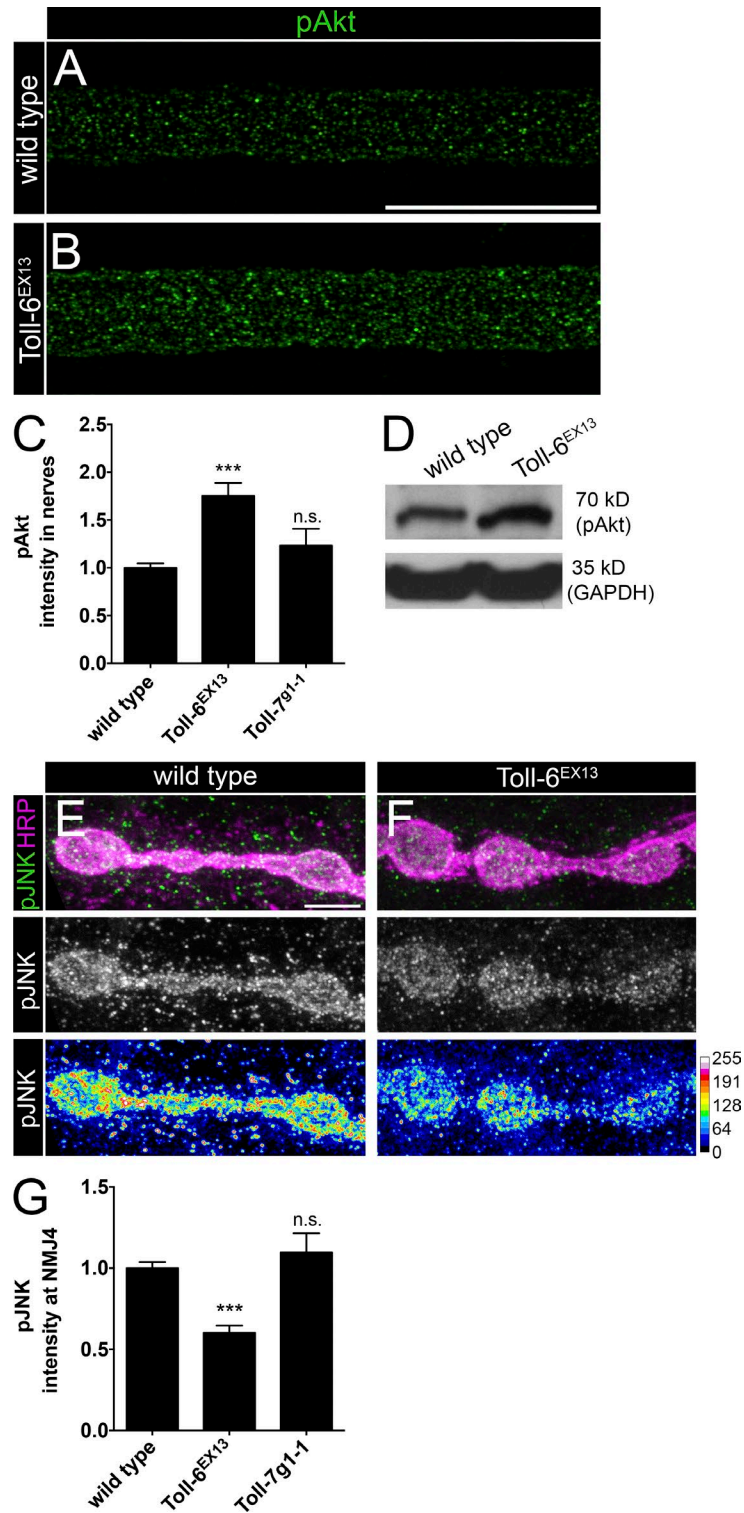 pAkt
wild type
A
Toll-6EX13
B
C
pAkt
intensity in nerves
2.5
2.0
1.5
1.0
0.5
0.0
***
n.s.
wild type
Toll-6EX13
Toll-7g1-1
D
wild type
Toll-6EX13
70 kD
(pAkt)
35 kD
(GAPDH)
wild type
Toll-6EX13
pJNK HRP
E
F
pJNK
pJNK
255
191
128
64
0
G
pJNK
intensity at NMJ4
1.5
1.0
0.5
0.0
***
n.s.
wild type
Toll-6EX13
Toll-7g1-1